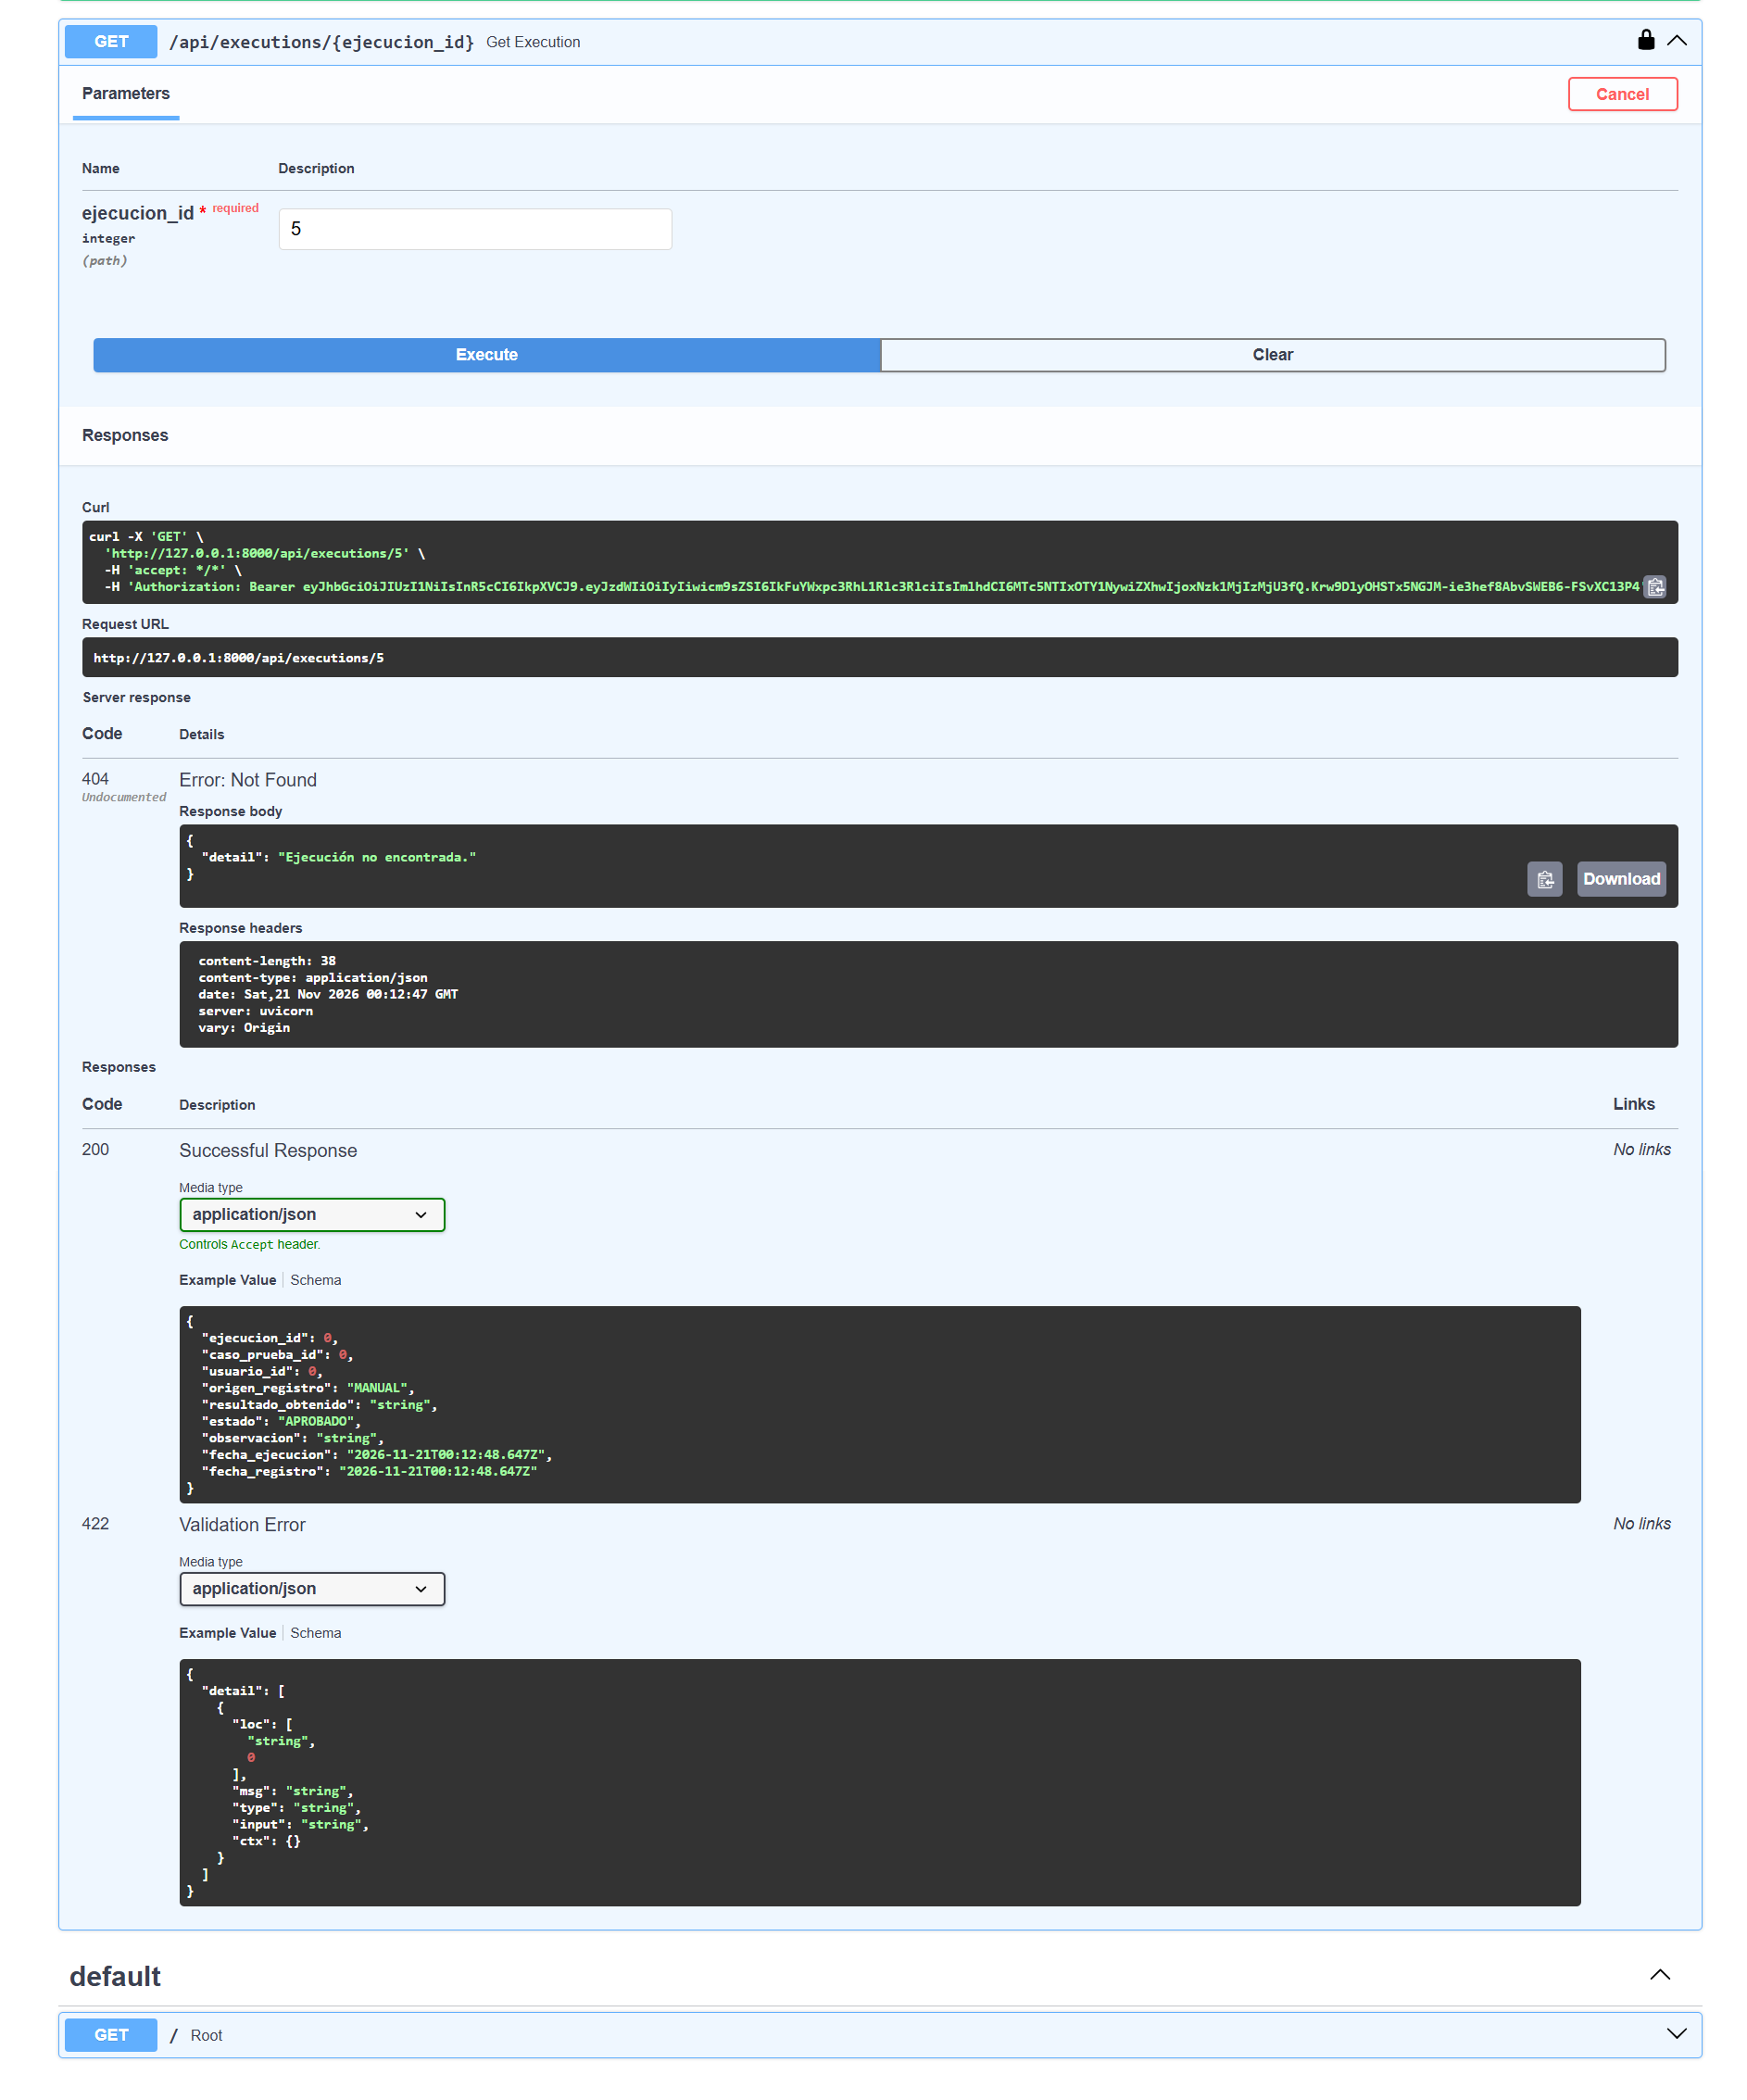 GET /api/executions/{ejecucion_id} Get Execution
Parameters
Cancel
Name Description
ejecucion_id * required
integer
(path)
5
Execute Clear
Responses
Curl
curl -X 'GET' \
'http://127.0.0.1:8000/api/executions/5' \
-H 'accept: */*' \
-H 'Authorization: Bearer eyJhbGciOiJIUzI1NiIsInR5cCI6IkpXVCJ9.eyJzdWIiOiIyIiwicm9sZSI6IkFuYWxpc3RhL1Rlc3RlciIsImlhdCI6MTc5NTIxOTY1NywiZXhwIjoxNzk1MjIzMjU3fQ.Krw9DlyOHSTx5NGJM-ie3hef8AbvSWEB6-FSvXC13P4'
Request URL
http://127.0.0.1:8000/api/executions/5
Server response
Code Details
404 Error: Not Found
Undocumented
Response body
{
"detail": "Ejecución no encontrada."
}
Download
Response headers
content-length: 38
content-type: application/json
date: Sat,21 Nov 2026 00:12:47 GMT
server: uvicorn
vary: Origin
Responses
Code Description Links
200 Successful Response No links
Media type
application/json
Controls Accept header.
Example Value Schema
{
"ejecucion_id": 0,
"caso_prueba_id": 0,
"usuario_id": 0,
"origen_registro": "MANUAL",
"resultado_obtenido": "string",
"estado": "APROBADO",
"observacion": "string",
"fecha_ejecucion": "2026-11-21T00:12:48.647Z",
"fecha_registro": "2026-11-21T00:12:48.647Z"
}
422 Validation Error No links
Media type
application/json
Example Value Schema
{
"detail": [
{
"loc": [
"string",
0
],
"msg": "string",
"type": "string",
"input": "string",
"ctx": {}
}
]
}
default
GET / Root